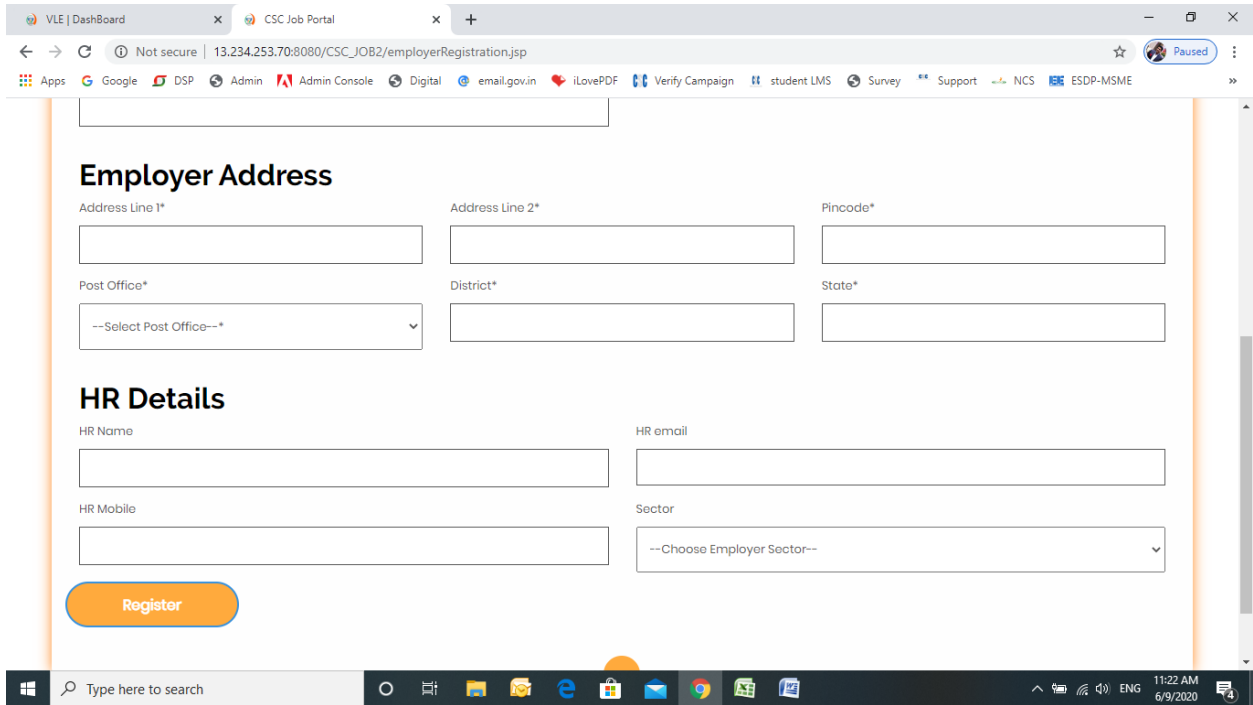 VLE | DashBoard CSC Job Portal
Not secure | 13.234.253.70:8080/CSC_JOB2/employerRegistration.jsp Paused
Apps Google DSP Admin Admin Console Digital email.gov.in iLovePDF Verify Campaign student LMS Survey Support NCS ESDP-MSME »
Employer Address
Address Line 1* Address Line 2* Pincode*
Post Office* District* State*
--Select Post Office--*
HR Details
HR Name HR email
HR Mobile Sector
--Choose Employer Sector--
Register
Type here to search ENG 11:22 AM
6/9/2020 4